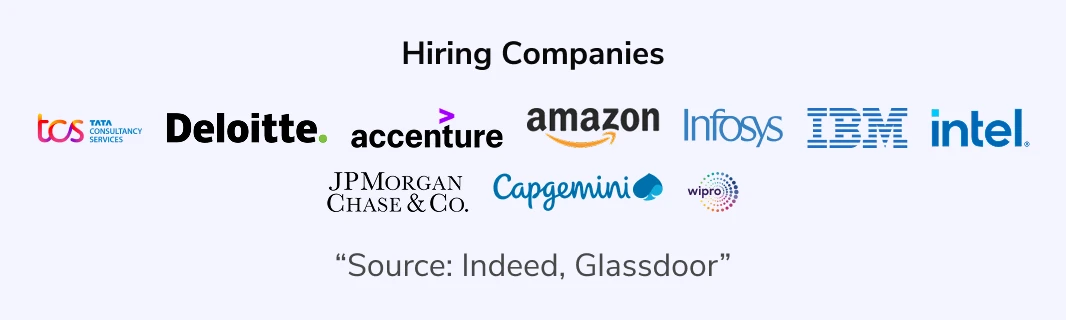 Hiring Companies
tcs TATA CONSULTANCY SERVICES Deloitte. accenture amazon Infosys IBM intel.
JPMORGAN CHASE & CO. Capgemini wipro
“Source: Indeed, Glassdoor”